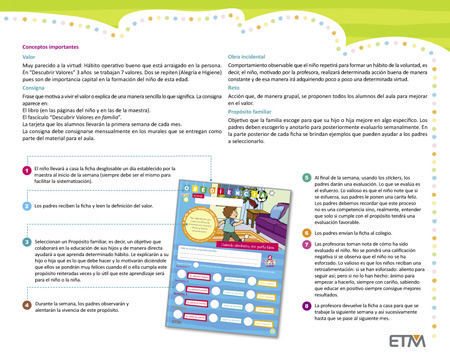 Conceptos importantes
Valor
Muy parecido a la virtud: Hábito operativo bueno que está arraigado en la persona.
En "Descubrir Valores" 3 años se trabajan 7 valores. Dos se repiten (Alegría e Higiene)
pues son de importancia capital en la formación del niño de esta edad.
Consigna
Frase que motiva a vivir el valor o explica de una manera sencilla lo que significa. La consigna
aparece en:
El libro (en las páginas del niño y en las de la maestra).
El fascículo "Descubrir Valores en familia".
La tarjeta que los alumnos llevarán la primera semana de cada mes.
La consigna debe consignarse mensualmente en los murales que se entregan como
parte del material para el aula.
Obra incidental
Comportamiento observable que el niño repetirá para formar un hábito de la voluntad, es
decir, el niño, motivado por la profesora, realizará determinada acción buena de manera
constante y de esa manera irá adquiriendo poco a poco una determinada virtud.
Reto
Acción que, de manera grupal, se proponen todos los alumnos del aula para mejorar
en el valor.
Propósito familiar
Objetivo que la familia escoge para que su hijo o hija mejore en algo específico. Los
padres deben escogerlo y anotarlo para posteriormente evaluarlo semanalmente. En
la parte posterior de cada ficha se brindan ejemplos que pueden ayudar a los padres
a seleccionarlo.
1 El niño llevará a casa la ficha desglosable un día establecido por la
maestra al inicio de la semana (siempre debe ser el mismo para
facilitar la sistematización).
2 Los padres reciben la ficha y leen la definición del valor.
3 Seleccionan un Propósito familiar, es decir, un objetivo que
colaborará en la educación de sus hijos y de manera directa
ayudará a que aprenda determinado hábito. Le explicarán a su
hijo o hija qué es lo que debe hacer y lo motivarán diciéndole
que ellos se pondrán muy felices cuando él o ella cumpla este
propósito reiteradas veces y lo útil que este aprendizaje será
para el niño o la niña.
4 Durante la semana, los padres observarán y
alentarán la vivencia de este propósito.
5 Al final de la semana, usando los stickers, los
padres darán una evaluación. Lo que se evalúa es
el esfuerzo. Lo valioso es que el niño note que si
se esfuerza, sus padres le ponen una carita feliz.
Los padres debemos recordar que este proceso
no es una competencia sino, realmente, entender
que solo si cumple con el propósito tendrá una
evaluación favorable.
6 Los padres envían la ficha al colegio.
7 Las profesoras toman nota de cómo ha sido
evaluado el niño. No se pondrá una calificación
negativa si se observa que el niño no se ha
esforzado. Lo valioso es que los niños reciban una
retroalimentación: si se han esforzado: aliento para
seguir así; pero si no lo han hecho: ánimo para
empezar a hacerlo, siempre con cariño, sabiendo
que educar en positivo siempre consigue mejores
resultados.
8 La profesora devuelve la ficha a casa para que se
trabaje la siguiente semana y así sucesivamente
hasta que se pase al siguiente mes.
ETM